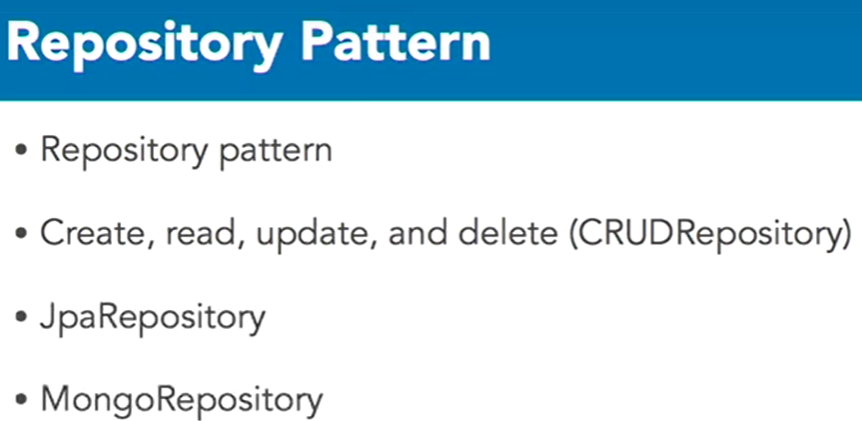 Repository Pattern
• Repository pattern
• Create, read, update, and delete (CRUDRepository)
• JpaRepository
• MongoRepository